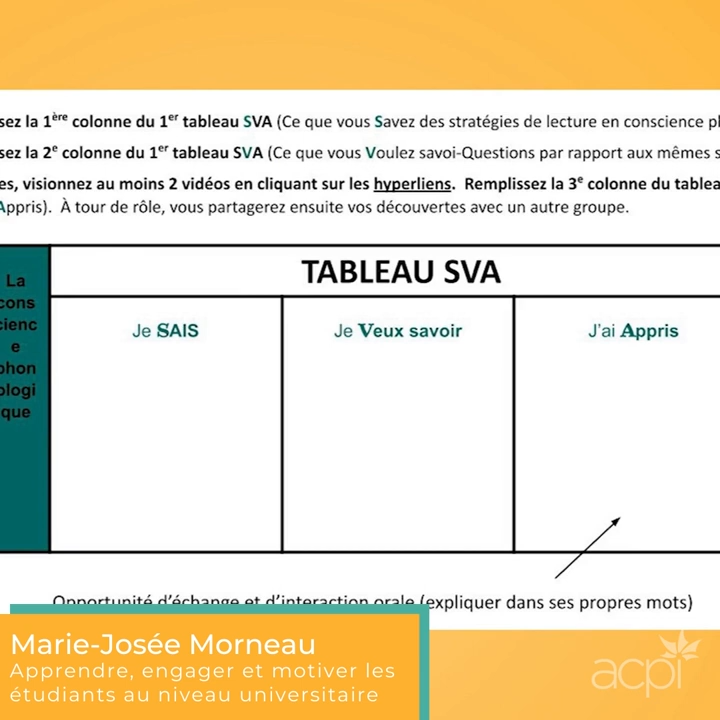 sez la 1ère colonne du 1er tableau SVA (Ce que vous Savez des stratégies de lecture en conscience pl
sez la 2e colonne du 1er tableau SVA (Ce que vous Voulez savoi-Questions par rapport aux mêmes s
es, visionnez au moins 2 vidéos en cliquant sur les hyperliens. Remplissez la 3e colonne du tablea
Appris). À tour de rôle, vous partagerez ensuite vos découvertes avec un autre groupe.
TABLEAU SVA
La
cons
cienc
e
phon
ologi
que
Je SAIS
Je Veux savoir
J'ai Appris
Opportunité d'échange et d'interaction orale (expliquer dans ses propres mots)
Marie-Josée Morneau
Apprendre, engager et motiver les
étudiants au niveau universitaire
acpi